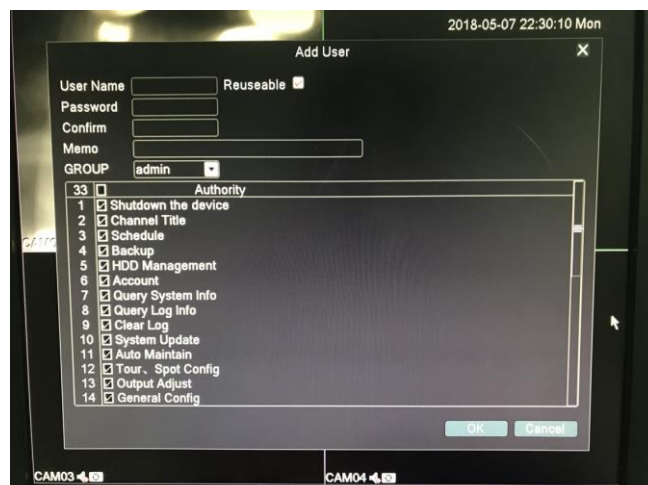 2018-05-07 22:30:10 Mon
Add User
User Name Reuseable
Password
Confirm
Memo
GROUP admin
33 Authority
1 Shutdown the device
2 Channel Title
3 Schedule
4 Backup
5 HDD Management
6 Account
7 Query System Info
8 Query Log Info
9 Clear Log
10 System Update
11 Auto Maintain
12 Tour、Spot Config
13 Output Adjust
14 General Config
OK Cancel
CAM03 CAM04